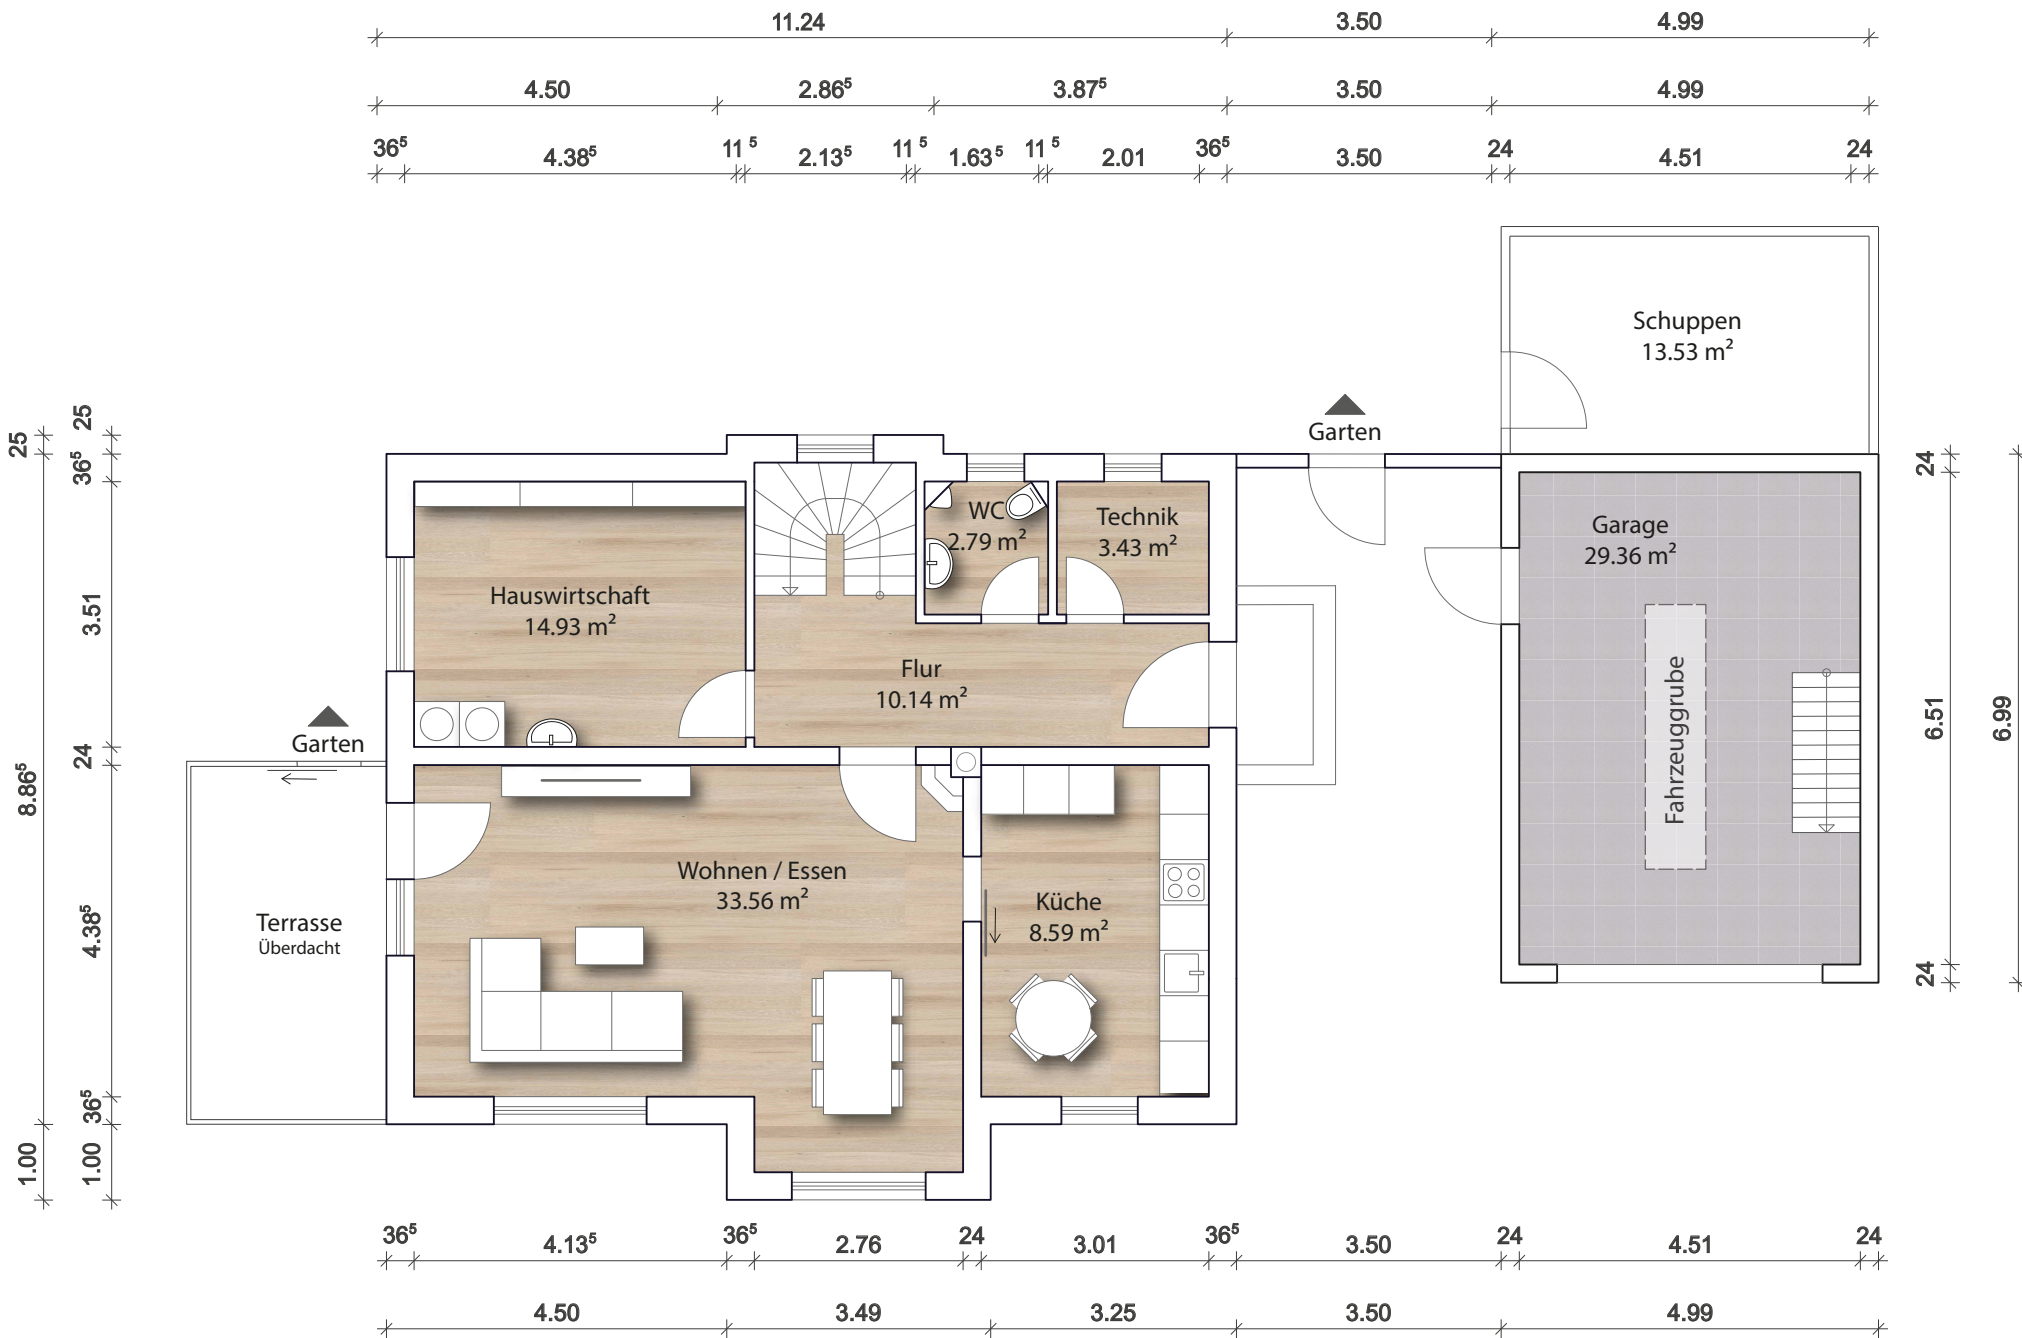 11.24 3.50 4.99
4.50 2.86⁵ 3.87⁵ 3.50 4.99
36⁵ 4.38⁵ 11⁵ 2.13⁵ 11⁵ 1.63⁵ 11⁵ 2.01 36⁵ 3.50 24 4.51 24
Schuppen
13.53 m²
Garten
25 25
36⁵
3.51
24
8.86⁵
4.38⁵
36⁵
1.00 1.00
WC
2.79 m²
Technik
3.43 m²
Garage
29.36 m²
Hauswirtschaft
14.93 m²
Flur
10.14 m²
Fahrzeuggrube
24
6.51
6.99
24
Garten
Wohnen / Essen
33.56 m²
Küche
8.59 m²
Terrasse
Überdacht
36⁵ 4.13⁵ 36⁵ 2.76 24 3.01 36⁵ 3.50 24 4.51 24
4.50 3.49 3.25 3.50 4.99